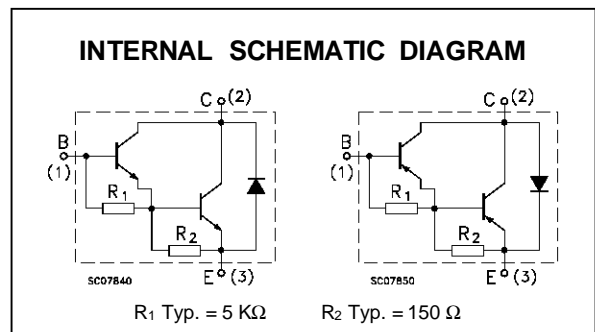 INTERNAL SCHEMATIC DIAGRAM
C (2)
B
(1)
R1
R2
SC07840
E (3)
C (2)
B
(1)
R1
R2
SC07850
E (3)
R1 Typ. = 5 KΩ R2 Typ. = 150 Ω